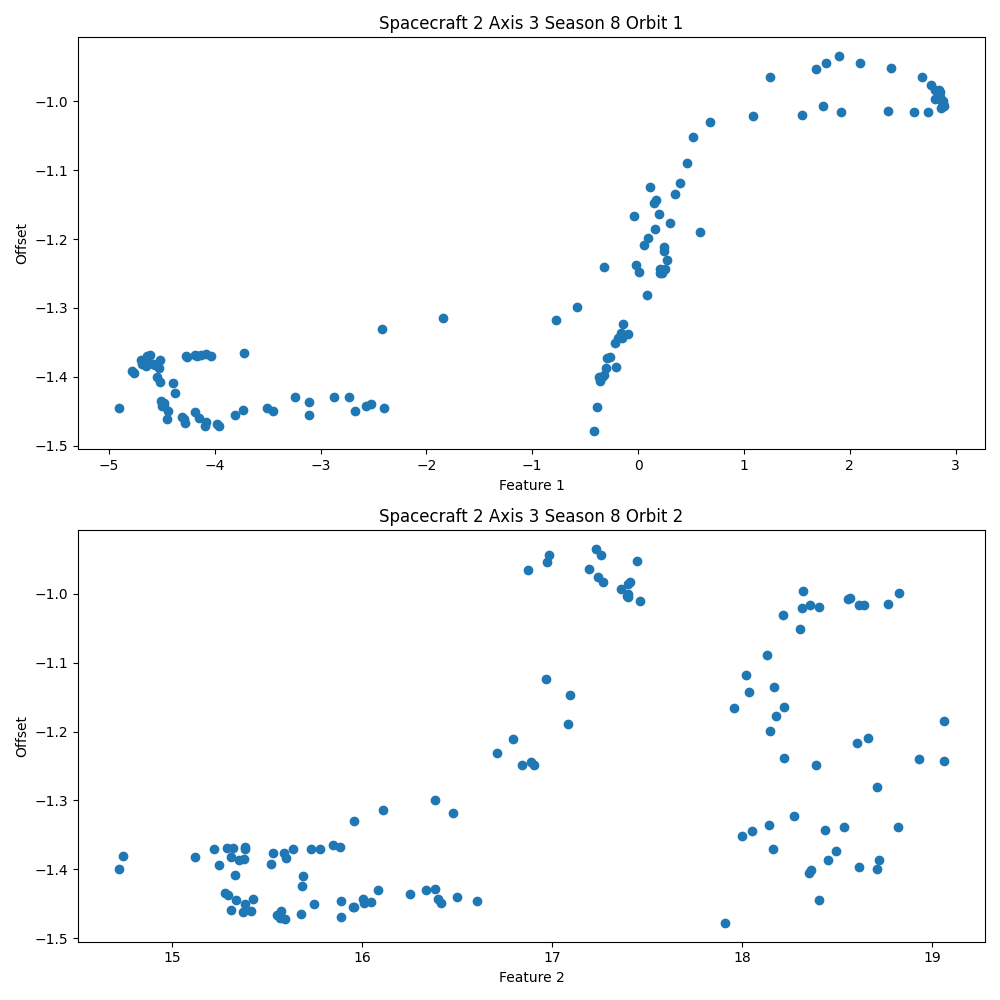 Spacecraft 2 Axis 3 Season 8 Orbit 1
−1.0
−1.1
−1.2
−1.3
−1.4
−1.5
Offset
−5 −4 −3 −2 −1 0 1 2 3
Feature 1
Spacecraft 2 Axis 3 Season 8 Orbit 2
−1.0
−1.1
−1.2
−1.3
−1.4
−1.5
Offset
15 16 17 18 19
Feature 2